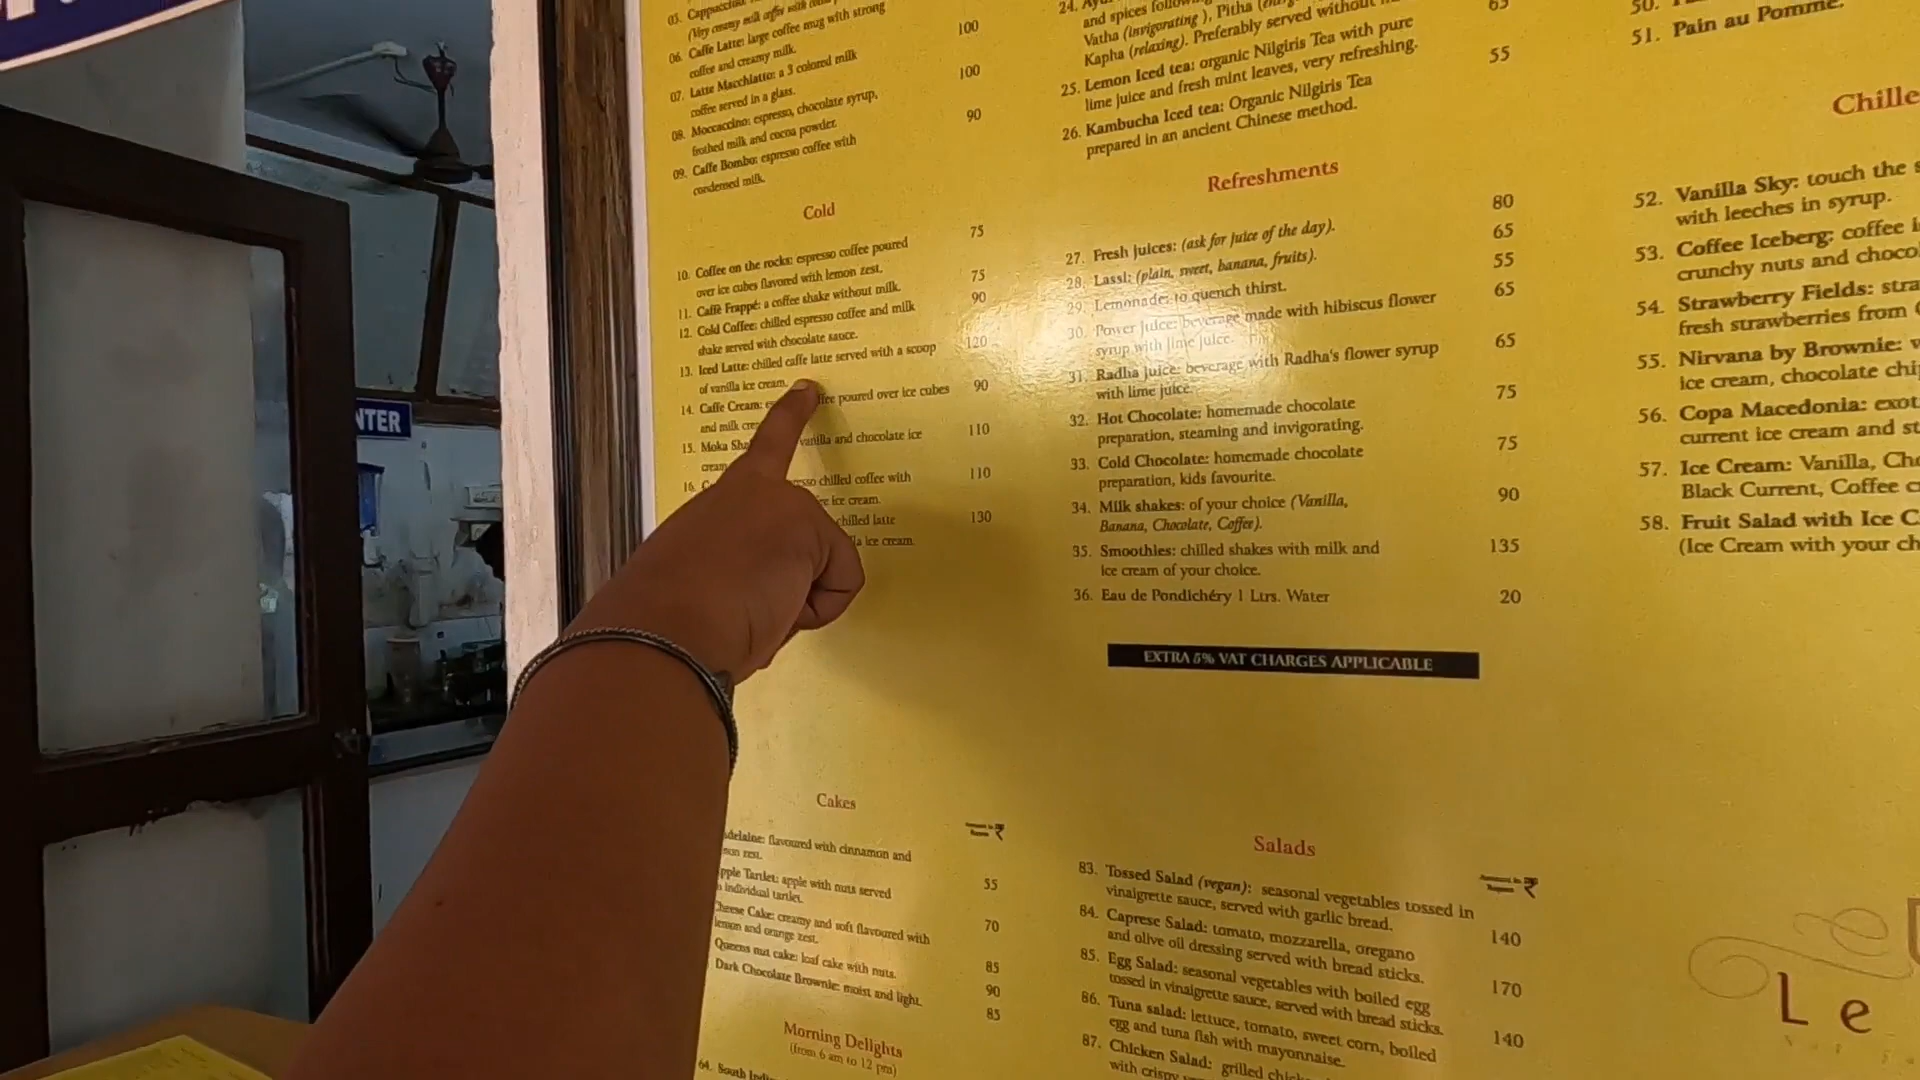 03. Cappuccino:
(Very creamy milk coffee with
06. Caffe Latte: large coffee mug with strong
coffee and creamy milk.
100
07. Latte Macchiatto: a 3 colored milk
coffee served in a glass.
100
08. Moccaccino: espresso, chocolate syrup,
frothed milk and cocoa powder.
90
09. Caffe Bombo: espresso coffee with
condensed milk.
Cold
10. Coffee on the rocks: espresso coffee poured
over ice cubes flavored with lemon zest.
75
11. Caffè Frappé: a coffee shake without milk.
75
12. Cold Coffee: chilled espresso coffee and milk
shake served with chocolate sauce.
90
13. Iced Latte: chilled caffe latte served with a scoop
of vanilla ice cream.
120
14. Caffe Cream: poured over ice cubes
and milk
90
15. Moka vanilla and chocolate ice
cream
110
16. chilled coffee with
ice cream.
110
chilled latte
ice cream.
130
24.
and spices Pitha
Vatha (invigorating), Kapha (relaxing). Preferably served without
65
25. Lemon Iced tea: organic Nilgiris Tea with pure
lime juice and fresh mint leaves, very refreshing.
55
26. Kambucha Iced tea: Organic Nilgiris Tea
prepared in an ancient Chinese method.
Refreshments
27. Fresh Juices: (ask for juice of the day).
80
28. Lassi: (plain, sweet, banana, fruits).
65
29. Lemonade: to quench thirst.
55
30. Power Juice: beverage made with hibiscus flower
syrup with lime juice.
65
31. Radha Juice: beverage with Radha's flower syrup
with lime juice.
65
32. Hot Chocolate: homemade chocolate
preparation, steaming and invigorating.
75
33. Cold Chocolate: homemade chocolate
preparation, kids favourite.
75
34. Milk shakes: of your choice (Vanilla,
Banana, Chocolate, Coffee).
90
35. Smoothies: chilled shakes with milk and
ice cream of your choice.
135
36. Eau de Pondichéry 1 Ltrs. Water
20
EXTRA 5% VAT CHARGES APPLICABLE
50.
51. Pain au Pomme.
Chille
52. Vanilla Sky: touch the
with leeches in syrup.
53. Coffee Iceberg: coffee
crunchy nuts and choco
54. Strawberry Fields: stra
fresh strawberries from
55. Nirvana by Brownie:
ice cream, chocolate chi
56. Copa Macedonia: exot
current ice cream and st
57. Ice Cream: Vanilla, Cho
Black Current, Coffee
58. Fruit Salad with Ice C
(Ice Cream with your ch
NTER
Cakes
delaine: flavoured with cinnamon and
zest.
55
pple Tartlet: apple with nuts served
individual tartlet.
70
Cheese Cake: creamy and soft flavoured with
lemon and orange zest.
85
Queens nut cake: loaf cake with nuts.
90
Dark Chocolate Brownie: moist and light.
85
Morning Delights
(from 6 am to 12 pm)
64. South
Salads
83. Tossed Salad (vegan): seasonal vegetables tossed in
vinaigrette sauce, served with garlic bread.
140
84. Caprese Salad: tomato, mozzarella, oregano
and olive oil dressing served with bread sticks.
170
85. Egg Salad: seasonal vegetables with boiled egg
tossed in vinaigrette sauce, served with bread sticks.
140
86. Tuna salad: lettuce, tomato, sweet corn, boiled
egg and tuna fish with mayonnaise.
87. Chicken Salad: grilled
with crispy
Le